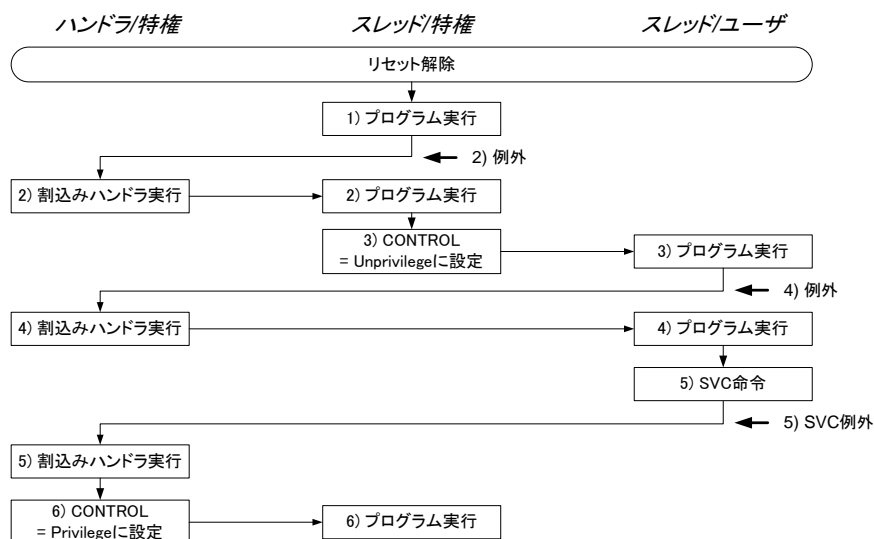 ハンドラ/特権
スレッド/特権
スレッド/ユーザ
リセット解除
1) プログラム実行
2) 例外
2) 割込みハンドラ実行
2) プログラム実行
3) CONTROL
= Unprivilegeに設定
3) プログラム実行
4) 例外
4) 割込みハンドラ実行
4) プログラム実行
5) SVC命令
5) SVC例外
5) 割込みハンドラ実行
6) CONTROL
= Privilegeに設定
6) プログラム実行